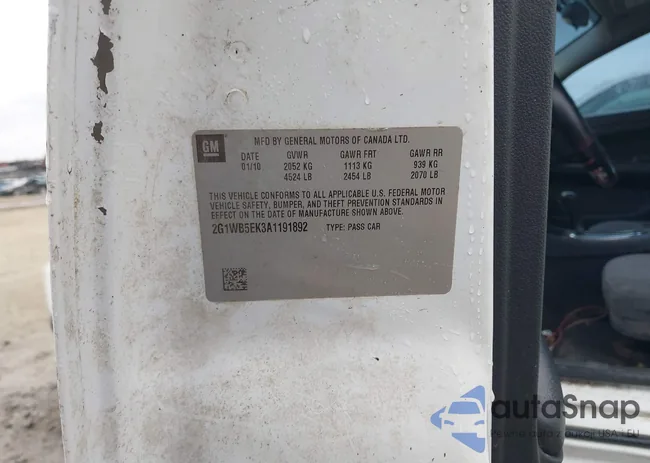 GM
MFD BY GENERAL MOTORS OF CANADA LTD.
DATE GVWR GAWR FRT GAWR RR
01/10 2052 KG 1113 KG 939 KG
4524 LB 2454 LB 2070 LB
THIS VEHICLE CONFORMS TO ALL APPLICABLE U.S. FEDERAL MOTOR
VEHICLE SAFETY, BUMPER, AND THEFT PREVENTION STANDARDS IN
EFFECT ON THE DATE OF MANUFACTURE SHOWN ABOVE.
2G1WB5EK3A1191892 TYPE: PASS CAR
autoSnap